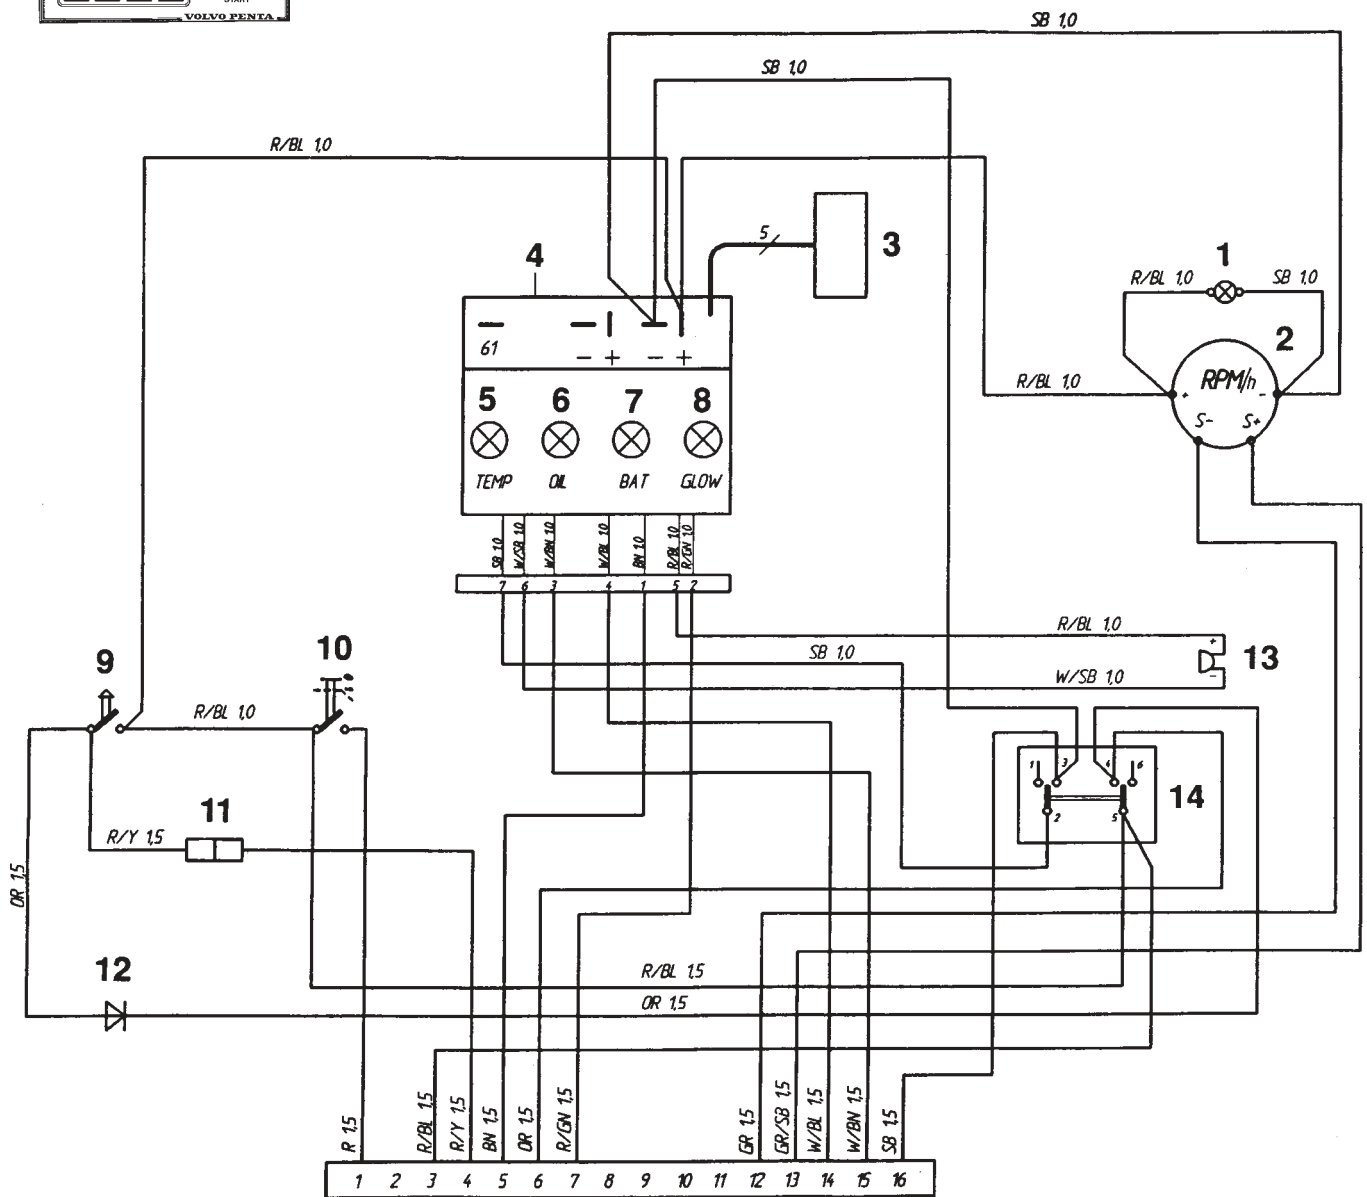 START
VOLVO PENTA
SB 1,0
SB 1,0
R/BL 1,0
5
3
4
1
R/BL 1,0
SB 1,0
2
61
- + - +
R/BL 1,0
RPM/h
+ -
S- S+
5 6 7 8
TEMP OIL BAT GLOW
SB 1,0
W/SB 1,0
W/BN 1,0
W/BL 1,0
BN 1,0
R/BL 1,0
R/GN 1,0
7 6 3 4 1 5 2
R/BL 1,0
+
SB 1,0
13
W/SB 1,0
-
9
10
R/BL 1,0
1 3 4 6
14
2 5
11
R/Y 1,5
OR 1,5
12
R/BL 1,5
OR 1,5
R 1,5
R/BL 1,5
R/Y 1,5
BN 1,5
OR 1,5
R/GN 1,5
GR 1,5
GR/SB 1,5
W/BL 1,5
W/BN 1,5
SB 1,5
1 2 3 4 5 6 7 8 9 10 11 12 13 14 15 16